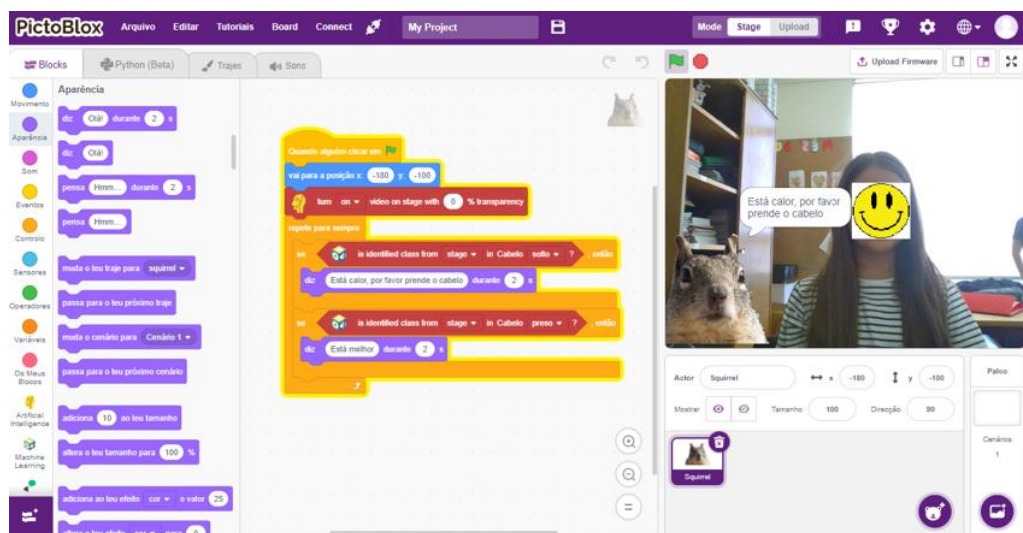 PictoBlox Arquivo Editar Tutoriais Board Connect My Project Mode Stage Upload
Blocks Python (Beta) Trajes Sons Upload Firmware
Movimento
Aparência
Som
Eventos
Controlo
Sensores
Operadores
Variáveis
Os Meus
Blocos
Artificial
Intelligence
Machine
Learning
Aparência
diz Olá! durante 2 s
diz Olá!
pensa Hmm... durante 2 s
pensa Hmm...
muda o teu traje para squirrel
passa para o teu próximo traje
muda o cenário para Cenário 1
passa para o teu próximo cenário
adiciona 10 ao teu tamanho
altera o teu tamanho para 100 %
adiciona ao teu efeito cor o valor 25
Quando alguém clicar em
vai para a posição x: -180 y: -100
turn on video on stage with 0 % transparency
repete para sempre
se is identified class from stage in Cabelo solto ? , então
diz Está calor, por favor prende o cabelo durante 2 s
se is identified class from stage in Cabelo preso ? , então
diz Está melhor durante 2 s
Está calor, por favor
prende o cabelo
Actor Squirrel x -180 y -100
Mostrar Tamanho 100 Direcção 90
Squirrel
Palco
Cenários
1